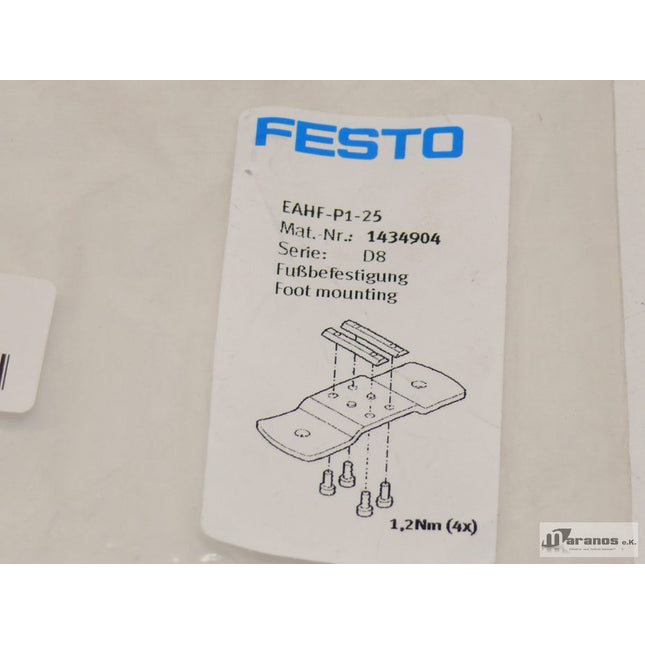 FESTO
EAHF-P1-25
Mat.-Nr.: 1434904
Serie: D8
Fußbefestigung
Foot mounting
1,2Nm (4x)
Maranos e.K.